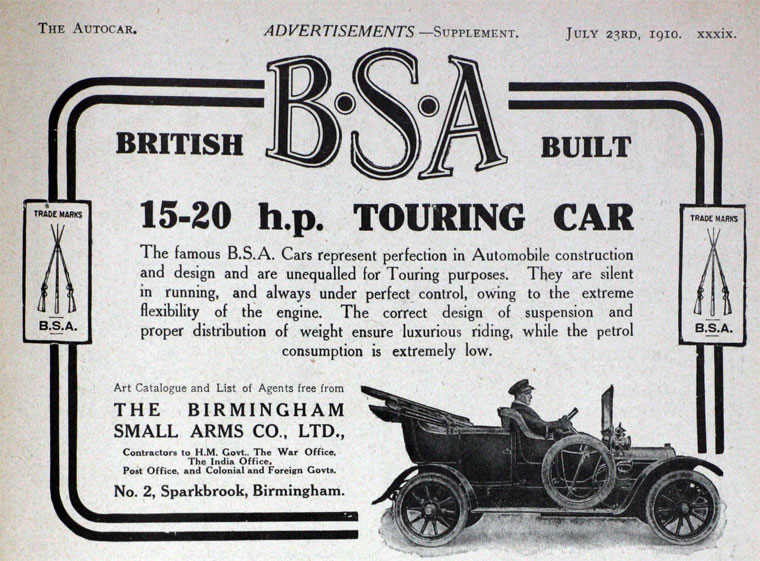 THE AUTOCAR. ADVERTISEMENTS—SUPPLEMENT. JULY 23RD, 1910. xxxix.
B·S·A
BRITISH BUILT
15-20 h.p. TOURING CAR
TRADE MARKS
B.S.A.
TRADE MARKS
B.S.A.
The famous B.S.A. Cars represent perfection in Automobile construction
and design and are unequalled for Touring purposes. They are silent
in running, and always under perfect control, owing to the extreme
flexibility of the engine. The correct design of suspension and
proper distribution of weight ensure luxurious riding, while the petrol
consumption is extremely low.
Art Catalogue and List of Agents free from
THE BIRMINGHAM
SMALL ARMS CO., LTD.,
Contractors to H.M. Govt., The War Office,
The India Office,
Post Office, and Colonial and Foreign Govts.
No. 2, Sparkbrook, Birmingham.